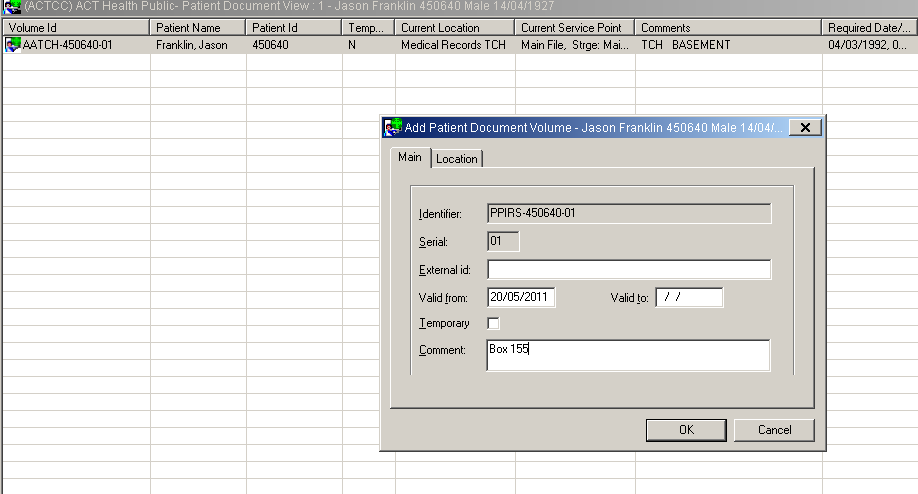 (ACTCC) ACT Health Public- Patient Document View : 1 - Jason Franklin 450640 Male 14/04/1927
Volume Id Patient Name Patient Id Temp... Current Location Current Service Point Comments Required Date/...
AATCH-450640-01 Franklin, Jason 450640 N Medical Records TCH Main File, Strge: Mai... TCH BASEMENT 04/03/1992, 0...
Add Patient Document Volume - Jason Franklin 450640 Male 14/04/...
Main Location
Identifier: PPIRS-450640-01
Serial: 01
External id:
Valid from: 20/05/2011 Valid to: / /
Temporary
Comment: Box 155
OK Cancel